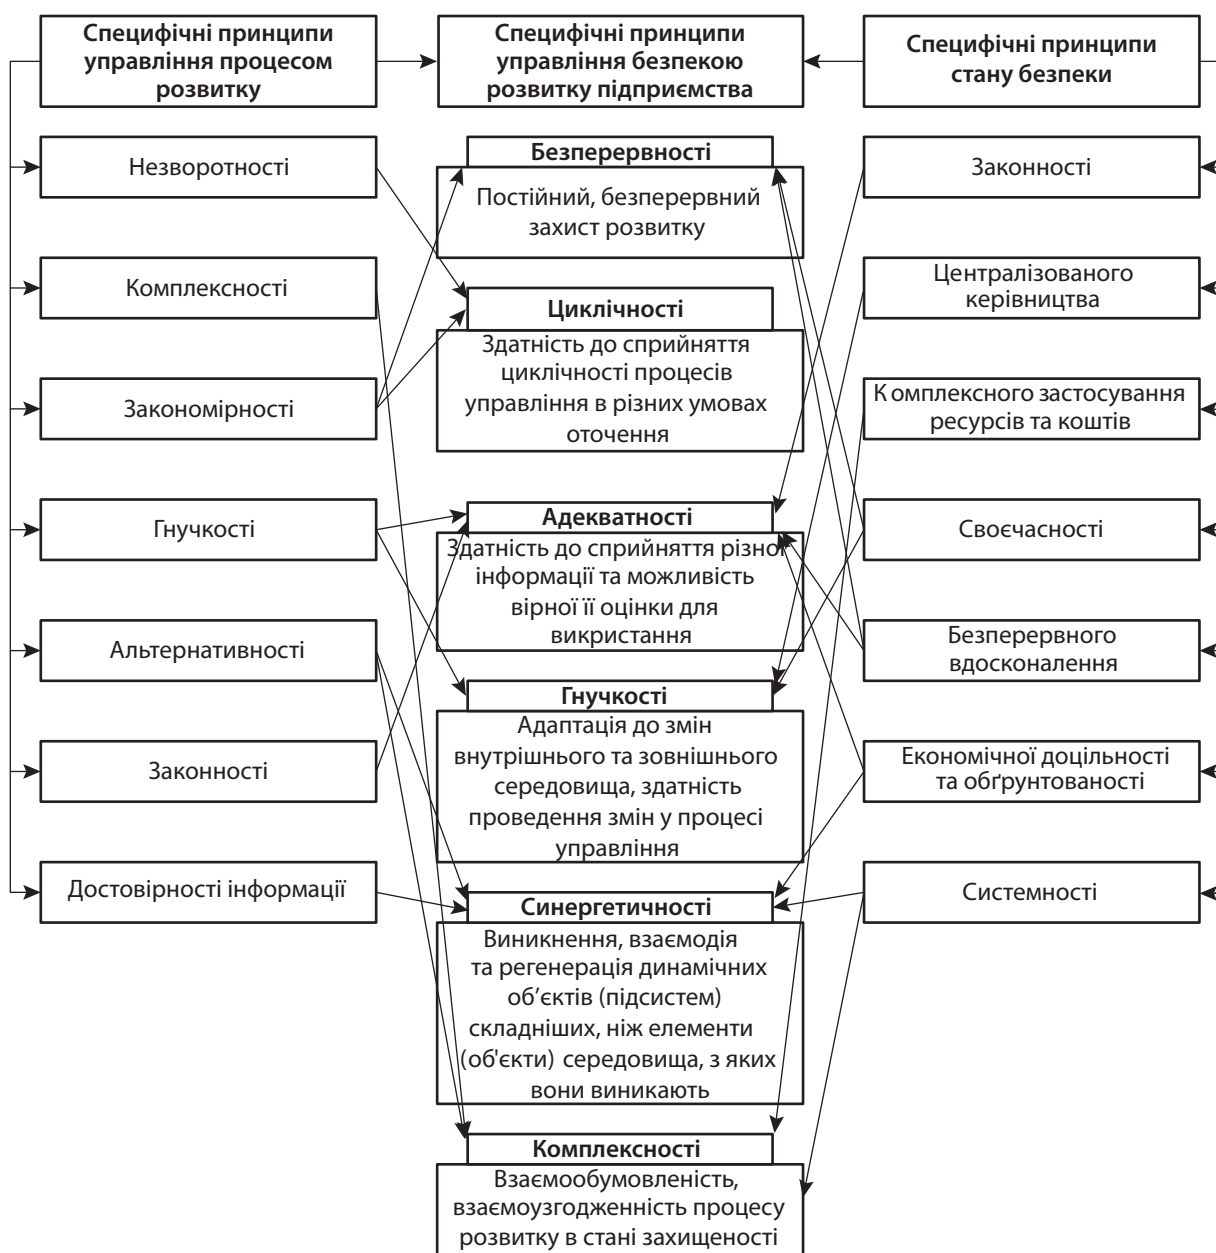 Специфічні принципи
управління процесом
розвитку
Специфічні принципи
управління безпекою
розвитку підприємства
Специфічні принципи
стану безпеки
Незворотності
Комплексності
Закономірності
Гнучкості
Альтернативності
Законності
Достовірності інформації
Безперервності
Постійний, безперервний
захист розвитку
Циклічності
Здатність до сприйняття
циклічності процесів
управління в різних умовах
оточення
Адекватності
Здатність до сприйняття різної
інформації та можливість
вірної її оцінки для
викристання
Гнучкості
Адаптація до змін
внутрішнього та зовнішнього
середовища, здатність
проведення змін у процесі
управління
Синергетичності
Виникнення, взаємодія
та регенерація динамічних
об’єктів (підсистем)
складніших, ніж елементи
(об'єкти) середовища, з яких
вони виникають
Комплексності
Взаємообумовленість,
взаємоузгодженність процесу
розвитку в стані захищеності
Законності
Централізованого
керівництва
К омплексного застосування
ресурсів та коштів
Своєчасності
Безперервного
вдосконалення
Економічної доцільності
та обґрунтованості
Системності